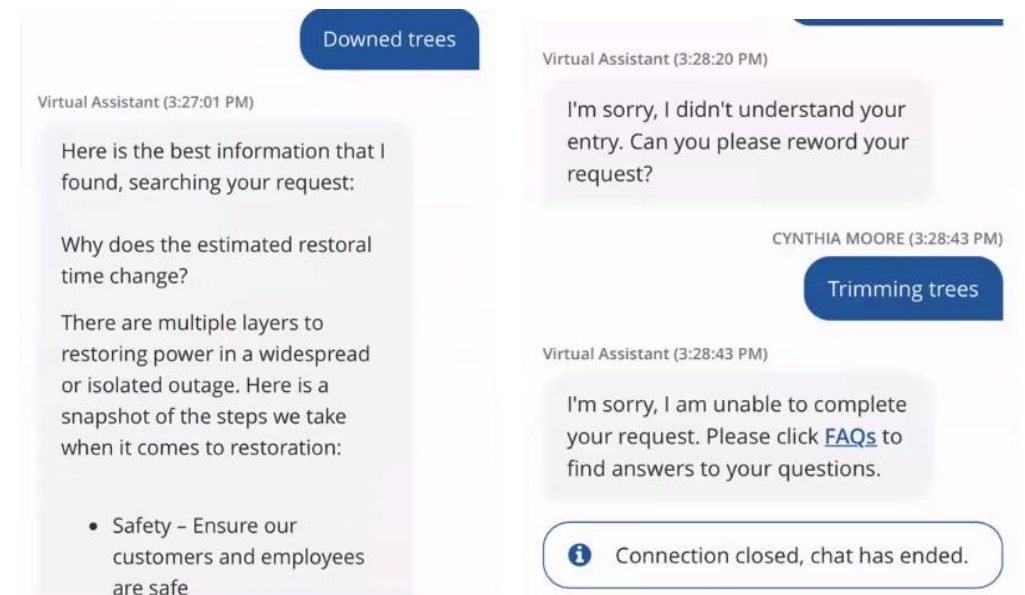 Downed trees
Virtual Assistant (3:27:01 PM)
Here is the best information that I
found, searching your request:
Why does the estimated restoral
time change?
There are multiple layers to
restoring power in a widespread
or isolated outage. Here is a
snapshot of the steps we take
when it comes to restoration:
• Safety – Ensure our
customers and employees
are safe
Virtual Assistant (3:28:20 PM)
I'm sorry, I didn't understand your
entry. Can you please reword your
request?
CYNTHIA MOORE (3:28:43 PM)
Trimming trees
Virtual Assistant (3:28:43 PM)
I'm sorry, I am unable to complete
your request. Please click FAQs to
find answers to your questions.
Connection closed, chat has ended.